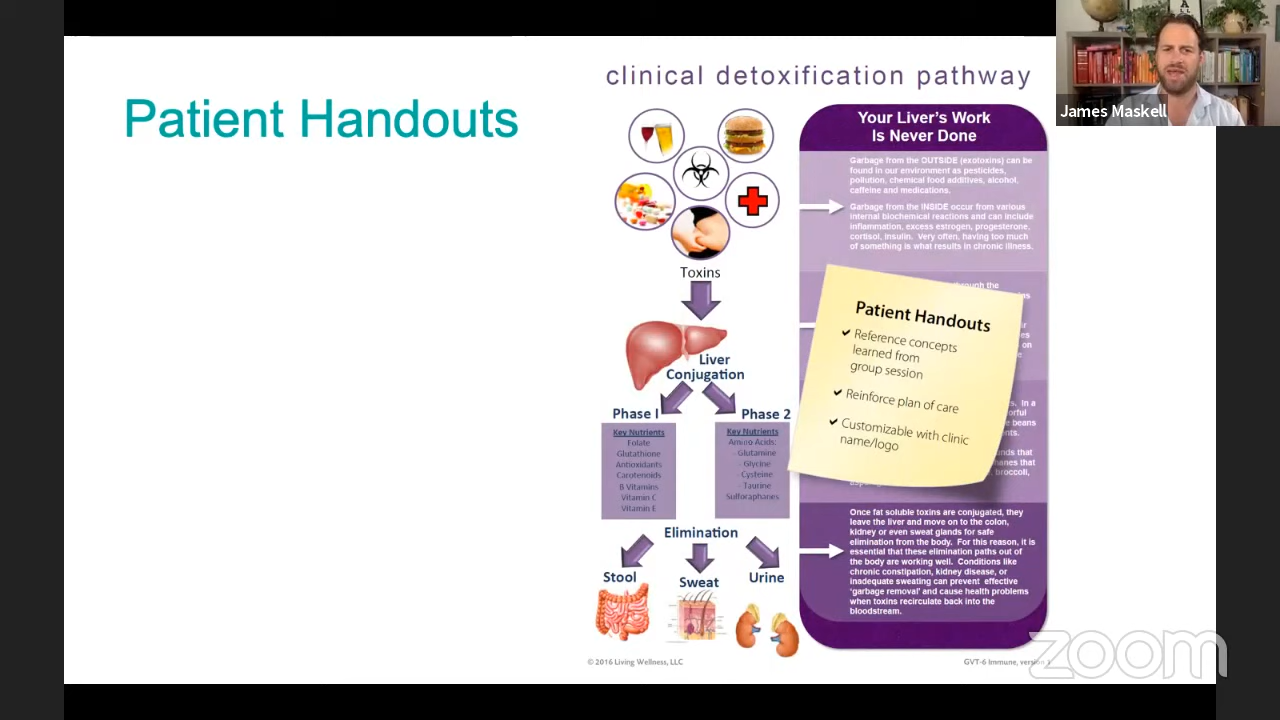 James Maskell
Patient Handouts
clinical detoxification pathway
Toxins
Liver
Conjugation
Phase I
Key Nutrients
Folate
Glutathione
Antioxidants
Carotenoids
B Vitamins
Vitamin C
Vitamin E
Phase 2
Key Nutrients
Amino Acids:
- Glutamine
- Glycine
- Cysteine
- Taurine
Sulforaphanes
Elimination
Stool
Sweat
Urine
Your Liver's Work
Is Never Done
Garbage from the OUTSIDE (exotoxins) can be
found in our environment as pesticides,
pollution, chemical food additives, alcohol,
caffeine and medications.
Garbage from the INSIDE occur from various
internal biochemical reactions and can include
inflammation, excess estrogen, progesterone,
cortisol, insulin. Very often, having too much
of something is what results in chronic illness.
through the
Patient Handouts
✔ Reference concepts
learned from
group session
✔ Reinforce plan of care
✔ Customizable with clinic
name/logo
on
In a
beans
that
that
broccoli,
Once fat soluble toxins are conjugated, they
leave the liver and move on to the colon,
kidney or even sweat glands for safe
elimination from the body. For this reason, it is
essential that these elimination paths out of
the body are working well. Conditions like
chronic constipation, kidney disease, or
inadequate sweating can prevent effective
'garbage removal' and cause health problems
when toxins recirculate back into the
bloodstream.
© 2016 Living Wellness, LLC
GVT-6 Immune, version
zoom